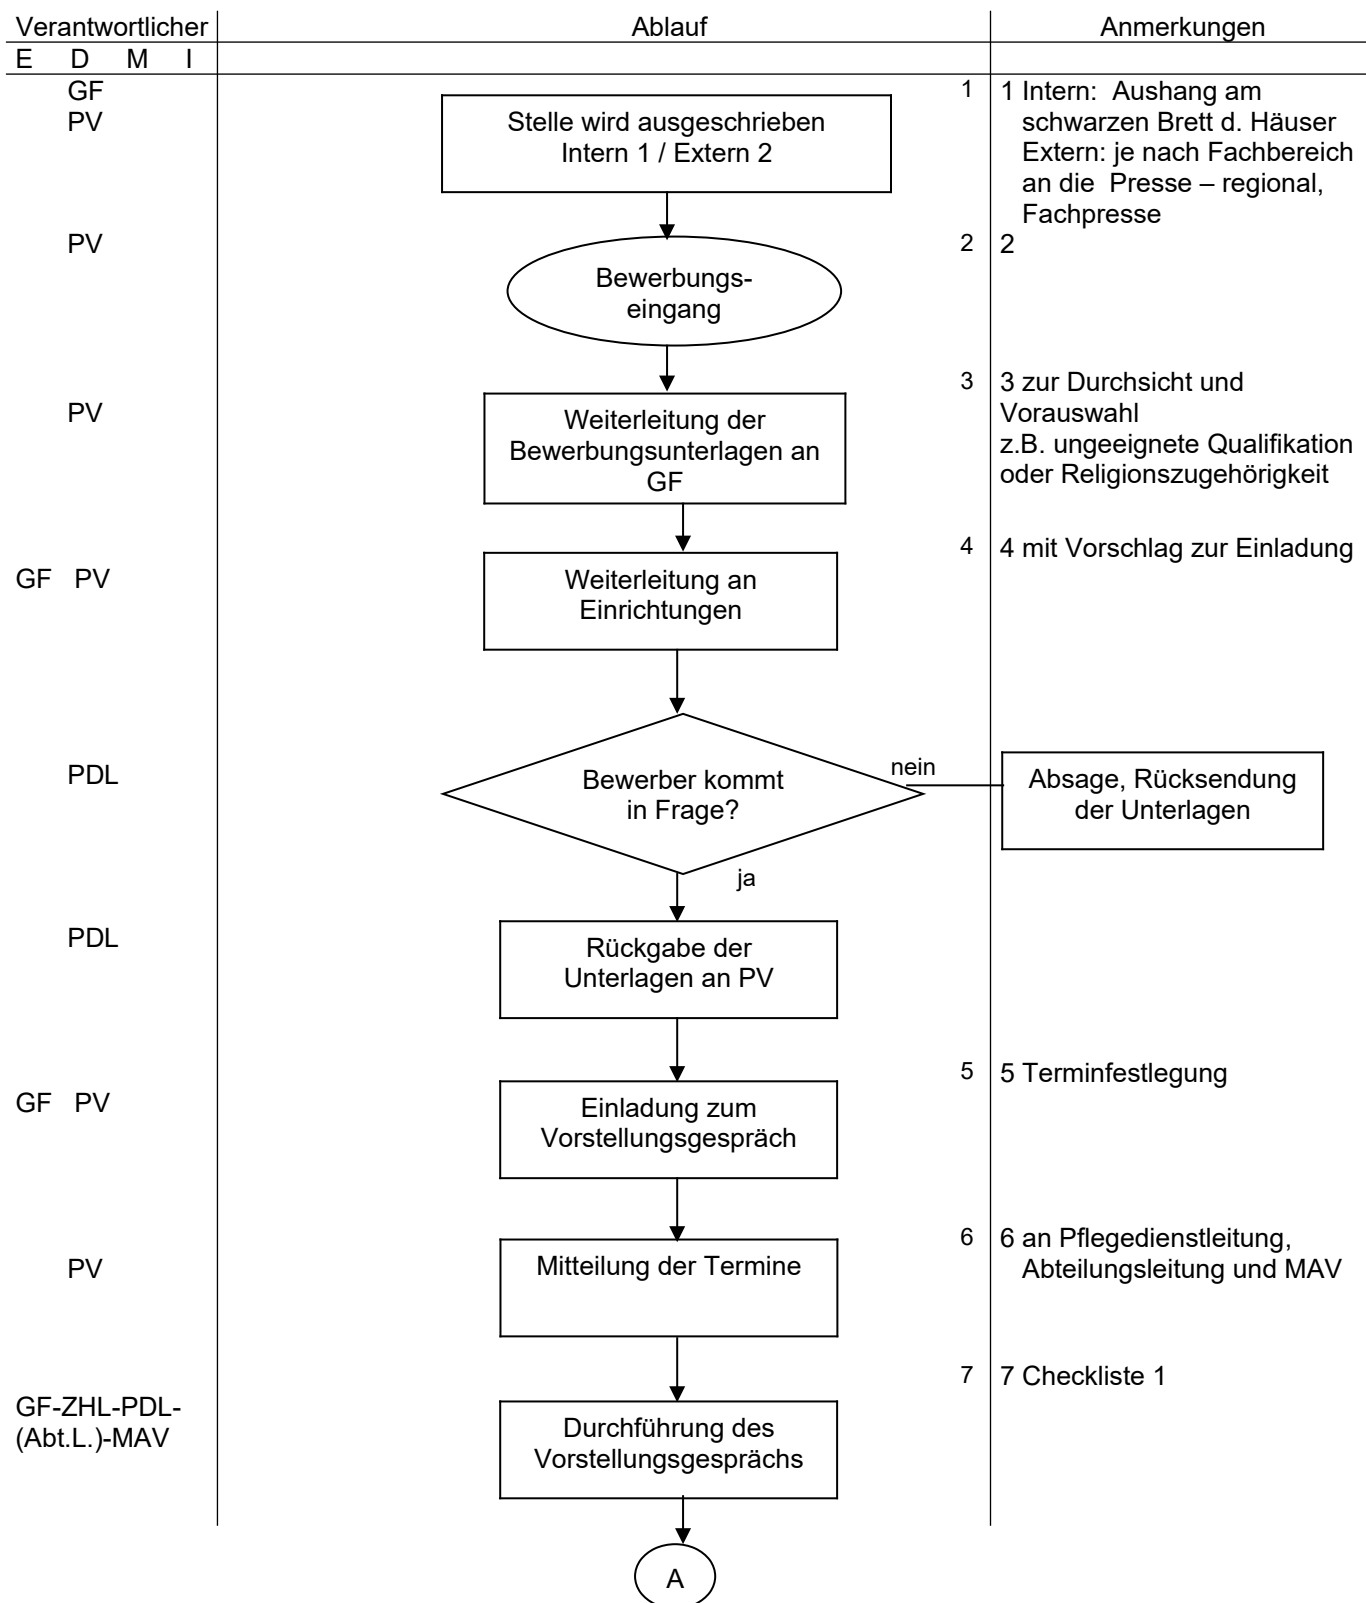 Verantwortlicher Ablauf Anmerkungen
E D M I
GF
PV
Stelle wird ausgeschrieben
Intern 1 / Extern 2
1
1 Intern: Aushang am
schwarzen Brett d. Häuser
Extern: je nach Fachbereich
an die Presse – regional,
Fachpresse
PV
Bewerbungs-
eingang
2
2
PV
Weiterleitung der
Bewerbungsunterlagen an
GF
3
3 zur Durchsicht und
Vorauswahl
z.B. ungeeignete Qualifikation
oder Religionszugehörigkeit
GF PV
Weiterleitung an
Einrichtungen
4
4 mit Vorschlag zur Einladung
PDL
Bewerber kommt
in Frage?
nein
Absage, Rücksendung
der Unterlagen
ja
PDL
Rückgabe der
Unterlagen an PV
GF PV
Einladung zum
Vorstellungsgespräch
5
5 Terminfestlegung
PV
Mitteilung der Termine
6
6 an Pflegedienstleitung,
Abteilungsleitung und MAV
GF-ZHL-PDL-
(Abt.L.)-MAV
Durchführung des
Vorstellungsgesprächs
7
7 Checkliste 1
A